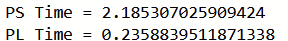 PS Time = 2.185307025909424
PL Time = 0.2358839511871338